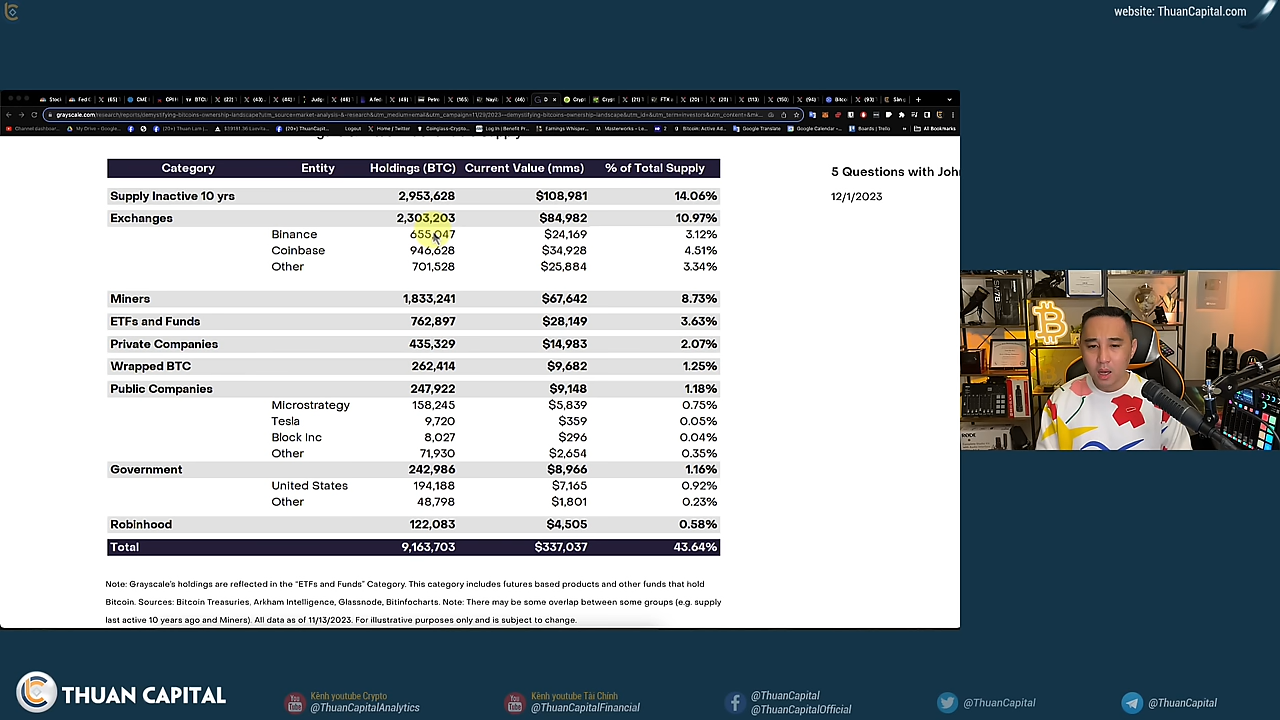 website: ThuanCapital.com
grayscale.com
Category Entity Holdings (BTC) Current Value (mms) % of Total Supply
Supply Inactive 10 yrs 2,953,628 $108,981 14.06%
Exchanges 2,303,203 $84,982 10.97%
Binance 655,047 $24,169 3.12%
Coinbase 946,628 $34,928 4.51%
Other 701,528 $25,884 3.34%
Miners 1,833,241 $67,642 8.73%
ETFs and Funds 762,897 $28,149 3.63%
Private Companies 435,329 $14,983 2.07%
Wrapped BTC 262,414 $9,682 1.25%
Public Companies 247,922 $9,148 1.18%
Microstrategy 158,245 $5,839 0.75%
Tesla 9,720 $359 0.05%
Block Inc 8,027 $296 0.04%
Other 71,930 $2,654 0.35%
Government 242,986 $8,966 1.16%
United States 194,188 $7,165 0.92%
Other 48,798 $1,801 0.23%
Robinhood 122,083 $4,505 0.58%
Total 9,163,703 $337,037 43.64%
Note: Grayscale's holdings are reflected in the "ETFs and Funds" Category. This category includes futures based products and other funds that hold
Bitcoin. Sources: Bitcoin Treasuries, Arkham Intelligence, Glassnode, Bitinfocharts. Note: There may be some overlap between some groups (e.g. supply
last active 10 years ago and Miners). All data as of 11/13/2023. For illustrative purposes only and is subject to change.
5 Questions with John
12/1/2023
THUAN CAPITAL
Kênh youtube Crypto
@ThuanCapitalAnalytics
Kênh youtube Tài Chính
@ThuanCapitalFinancial
@ThuanCapital
@ThuanCapitalOfficial
@ThuanCapital
@ThuanCapital